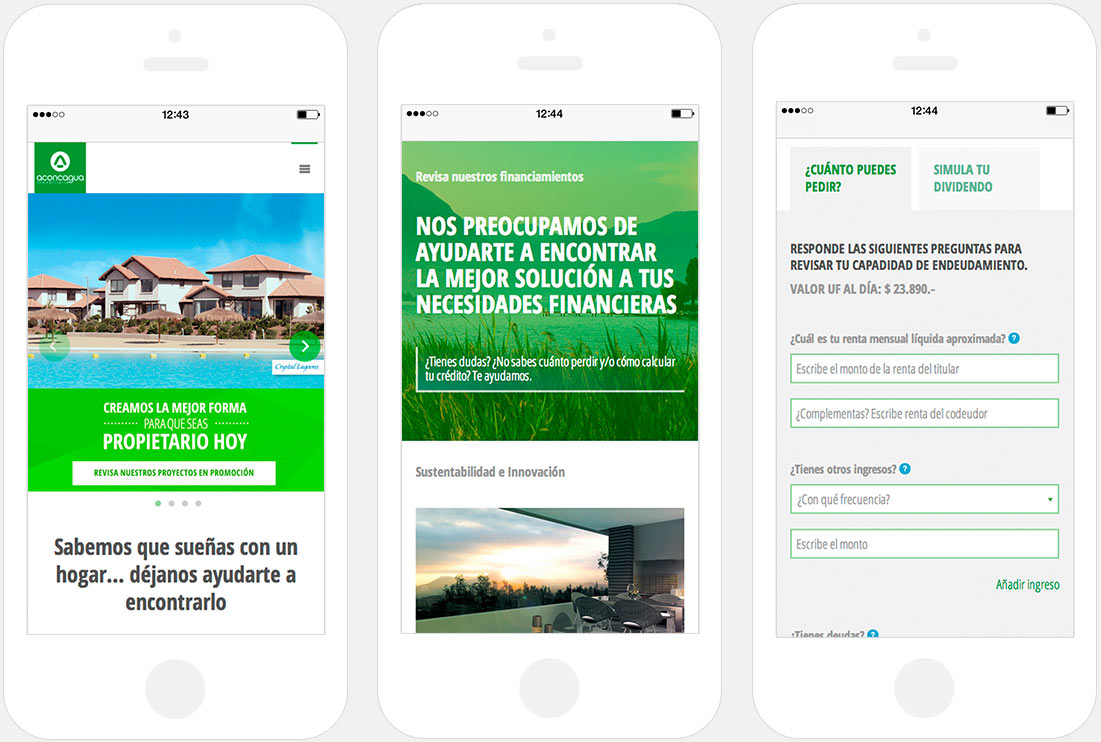 12:43
aconcagua
Crystal Lagoons
CREAMOS LA MEJOR FORMA
PARA QUE SEAS
PROPIETARIO HOY
REVISA NUESTROS PROYECTOS EN PROMOCIÓN
Sabemos que sueñas con un
hogar... déjanos ayudarte a
encontrarlo
12:44
Revisa nuestros financiamientos
NOS PREOCUPAMOS DE
AYUDARTE A ENCONTRAR
LA MEJOR SOLUCIÓN A TUS
NECESIDADES FINANCIERAS
¿Tienes dudas? ¿No sabes cuánto perdir y/o cómo calcular
tu crédito? Te ayudamos.
Sustentabilidad e Innovación
12:44
¿CUÁNTO PUEDES
PEDIR?
SIMULA TU
DIVIDENDO
RESPONDE LAS SIGUIENTES PREGUNTAS PARA
REVISAR TU CAPADIDAD DE ENDEUDAMIENTO.
VALOR UF AL DÍA: $ 23.890.-
¿Cuál es tu renta mensual líquida aproximada? ?
Escribe el monto de la renta del titular
¿Complementas? Escribe renta del codeudor
¿Tienes otros ingresos? ?
¿Con qué frecuencia?
Escribe el monto
Añadir ingreso
¿Tienes deudas? ?